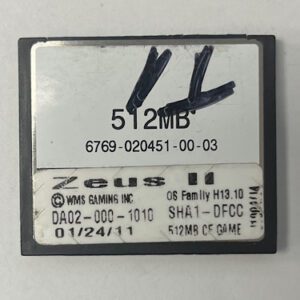 11
512MB
6769-020451-00-03
Zeus II
©WMS GAMING INC OS Family H13.10
DA02-000-1010 SHA1-DFCC
01/24/11 512MB CF GAME